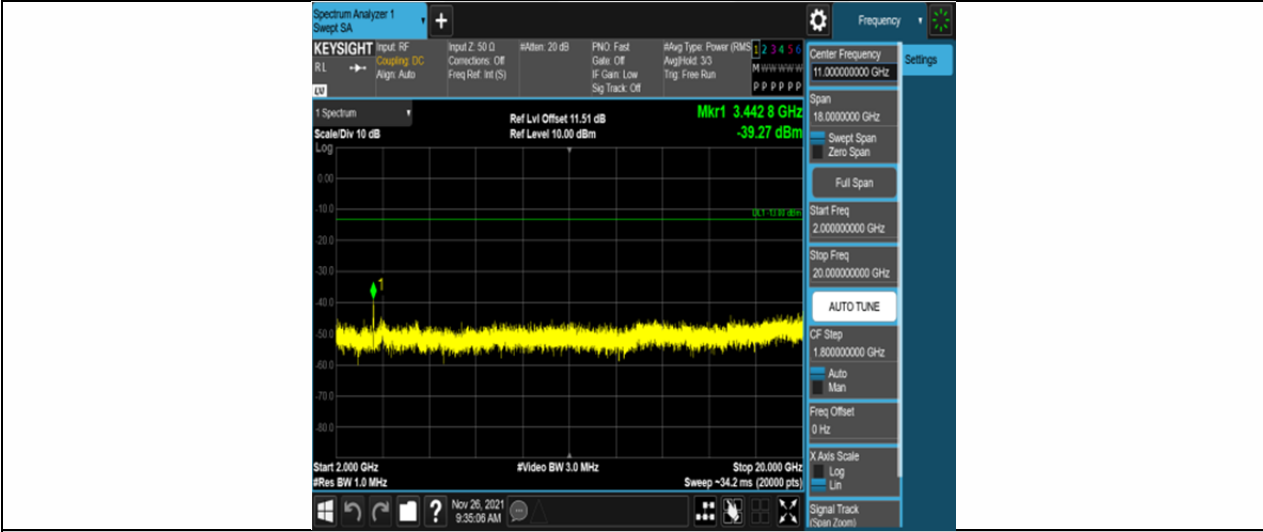 Spectrum Analyzer 1
Swept SA
+
Frequency
KEYSIGHT
RL
LV
Input: RF
Coupling: DC
Align: Auto
Input Z: 50 Ω
Corrections: Off
Freq Ref: Int (S)
#Atten: 20 dB
PNO: Fast
Gate: Off
IF Gain: Low
Sig Track: Off
#Avg Type: Power (RMS
Avg|Hold: 3/3
Trig: Free Run
1 2 3 4 5 6
M W W W W W
P P P P P P
1 Spectrum
Scale/Div 10 dB
Log
Ref Lvl Offset 11.51 dB
Ref Level 10.00 dBm
Mkr1 3.442 8 GHz
-39.27 dBm
0.00
-10.0
DL1 -13.00 dBm
-20.0
-30.0
1
-40.0
-50.0
-60.0
-70.0
-80.0
Start 2.000 GHz
#Res BW 1.0 MHz
#Video BW 3.0 MHz
Stop 20.000 GHz
Sweep ~34.2 ms (20000 pts)
?
Nov 26, 2021
9:35:06 AM
Center Frequency
11.000000000 GHz
Settings
Span
18.0000000 GHz
Swept Span
Zero Span
Full Span
Start Freq
2.000000000 GHz
Stop Freq
20.000000000 GHz
AUTO TUNE
CF Step
1.800000000 GHz
Auto
Man
Freq Offset
0 Hz
X Axis Scale
Log
Lin
Signal Track
(Span Zoom)